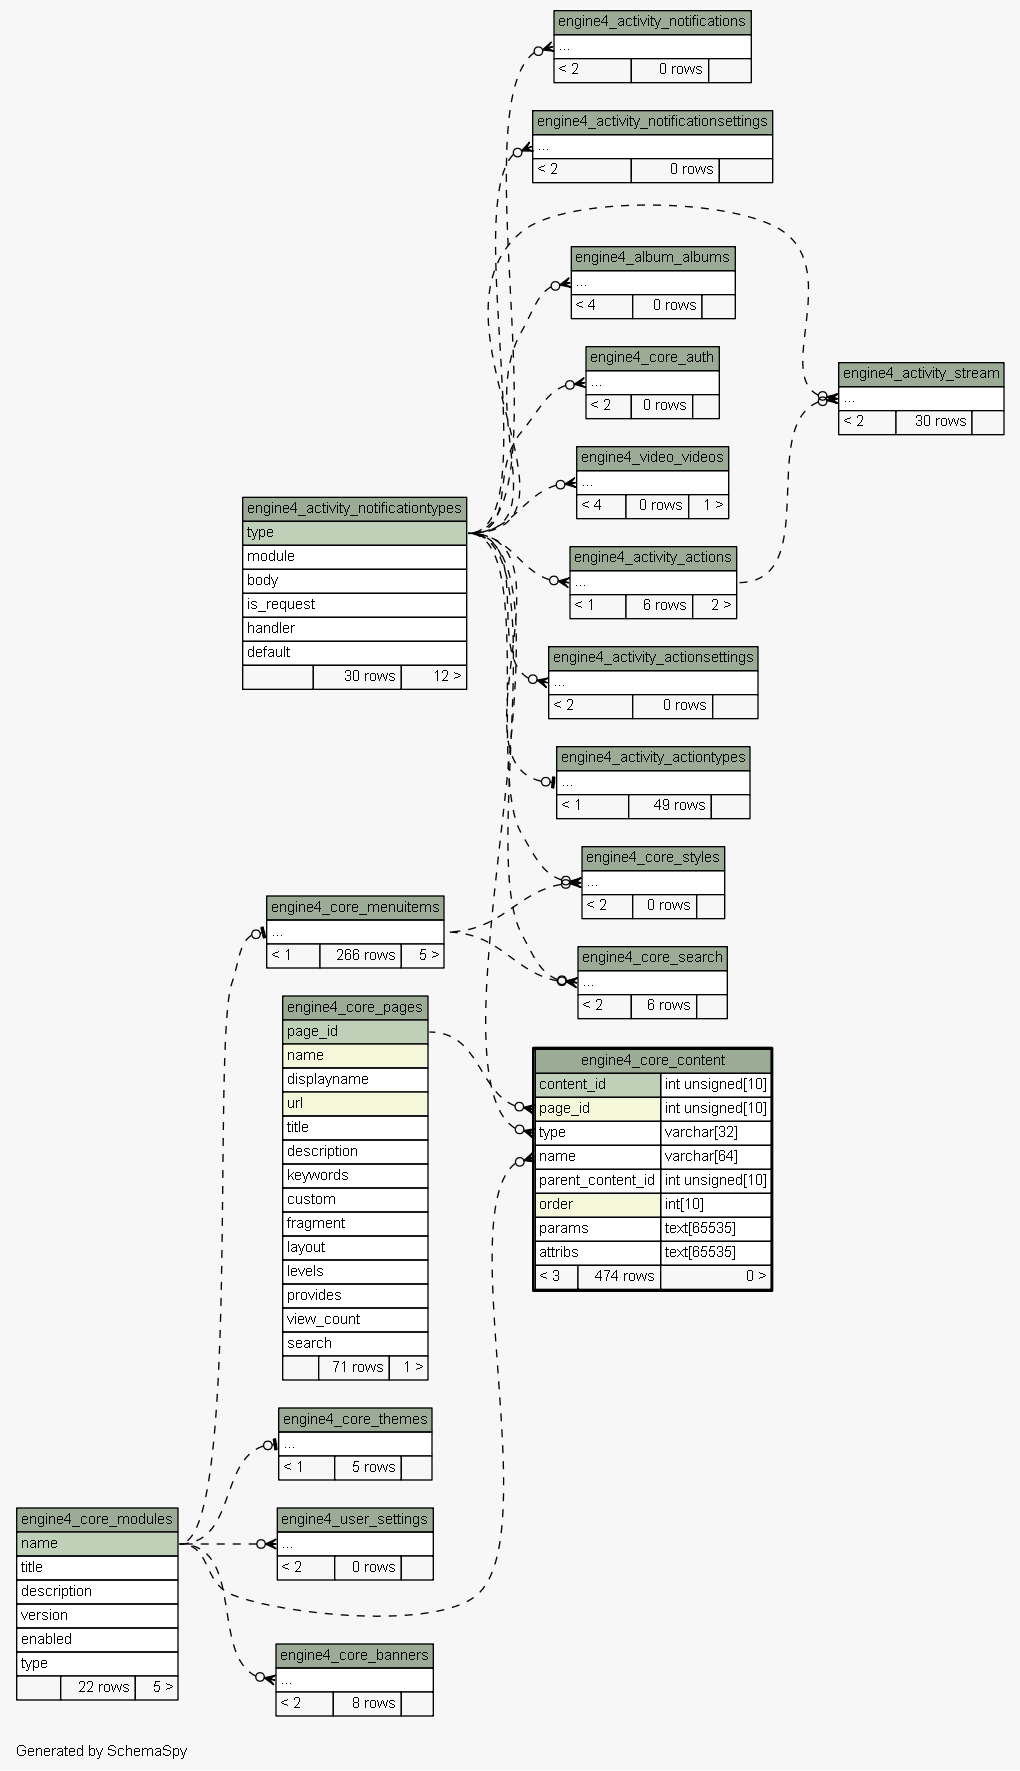 engine4_activity_notifications
...
< 2 0 rows
engine4_activity_notificationsettings
...
< 2 0 rows
engine4_album_albums
...
< 4 0 rows
engine4_core_auth
...
< 2 0 rows
engine4_activity_stream
...
< 2 30 rows
engine4_video_videos
...
< 4 0 rows 1 >
engine4_activity_notificationtypes
type
module
body
is_request
handler
default
30 rows 12 >
engine4_activity_actions
...
< 1 6 rows 2 >
engine4_activity_actionsettings
...
< 2 0 rows
engine4_activity_actiontypes
...
< 1 49 rows
engine4_core_styles
...
< 2 0 rows
engine4_core_menuitems
...
< 1 266 rows 5 >
engine4_core_search
...
< 2 6 rows
engine4_core_pages
page_id
name
displayname
url
title
description
keywords
custom
fragment
layout
levels
provides
view_count
search
71 rows 1 >
engine4_core_content
content_id int unsigned[10]
page_id int unsigned[10]
type varchar[32]
name varchar[64]
parent_content_id int unsigned[10]
order int[10]
params text[65535]
attribs text[65535]
< 3 474 rows 0 >
engine4_core_themes
...
< 1 5 rows
engine4_core_modules
name
title
description
version
enabled
type
22 rows 5 >
engine4_user_settings
...
< 2 0 rows
engine4_core_banners
...
< 2 8 rows
Generated by SchemaSpy